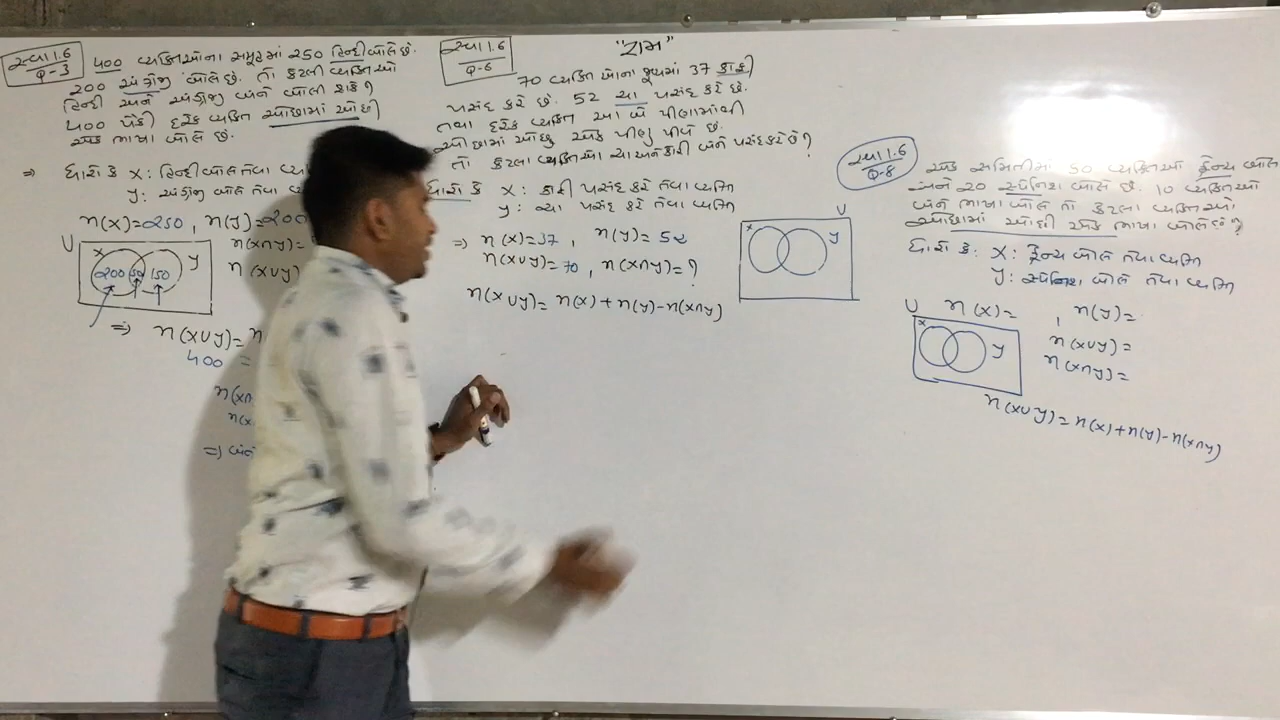 "રામ"
સ્વા 1.6
Q-3
400 વ્યક્તિઓના સમૂહમાં 250 હિન્દી બોલે છે.
200 અંગ્રેજી બોલે છે. તો કેટલી વ્યક્તિઓ
હિન્દી અને અંગ્રેજી બંને બોલી શકે?
400 પૈકી દરેક વ્યક્તિ ઓછામાં ઓછી
એક ભાષા બોલે છે.
⇒ ધારો કે X: હિન્દી બોલે તેવા વ્ય
y: અંગ્રેજી બોલે તેવા વ્ય
n(X)=250, n(y)=200
n(X∩y)=
n(X∪y)
U
X
y
200 50 150
⇒ n(X∪y)= n
400 =
n(X∩
n(X
⇒
સ્વા 1.6
Q-6
70 વ્યક્તિઓના જુથમાં 37 કોફી
પસંદ કરે છે. 52 ચા પસંદ કરે છે.
તથા દરેક વ્યક્તિ આ બે પીણામાંથી
ઓછામાં ઓછુ એક પીણુ પીવે છે.
તો કેટલા વ્યક્તિઓ ચા અને કોફી બંને પસંદ કરે છે?
ધારો કે X: કોફી પસંદ કરે તેવા વ્યક્તિ
y: ચા પસંદ કરે તેવા વ્યક્તિ
⇒ n(X)=37, n(y)=52
n(X∪y)=70, n(X∩y)=?
n(X∪y)= n(X)+n(y)-n(X∩y)
U
X
y
સ્વા 1.6
Q-8
એક સમિતીમાં 50 વ્યક્તિઓ ફ્રેન્ચ બોલે
અને 20 સ્પેનિશ બોલે છે. 10 વ્યક્તિઓ
બંને ભાષા બોલે તો કેટલા વ્યક્તિઓ
ઓછામાં ઓછી એક ભાષા બોલે છે?
ધારો કે: X: ફ્રેન્ચ બોલે તેવા વ્યક્તિ
y: સ્પેનિશ બોલે તેવા વ્યક્તિ
U
n(X)= , n(y)=
X
y
n(X∪y)=
n(X∩y)=
n(X∪y)= n(X)+n(y)-n(X∩y)